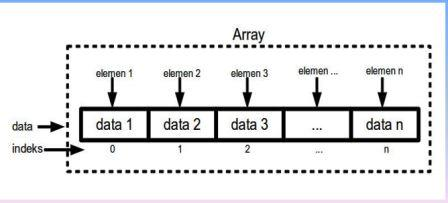 Array
elemen 1 elemen 2 elemen 3 elemen ... elemen n
data data 1 data 2 data 3 ... data n
indeks 0 1 2 ... n